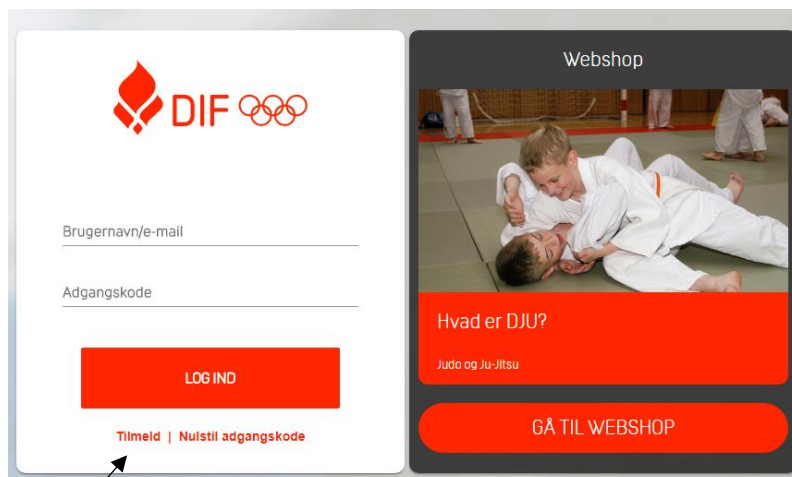 DIF
Brugernavn/e-mail
Adgangskode
LOG IND
Tilmeld | Nulstil adgangskode
Webshop
Hvad er DJU?
Judo og Ju-Jitsu
GÅ TIL WEBSHOP